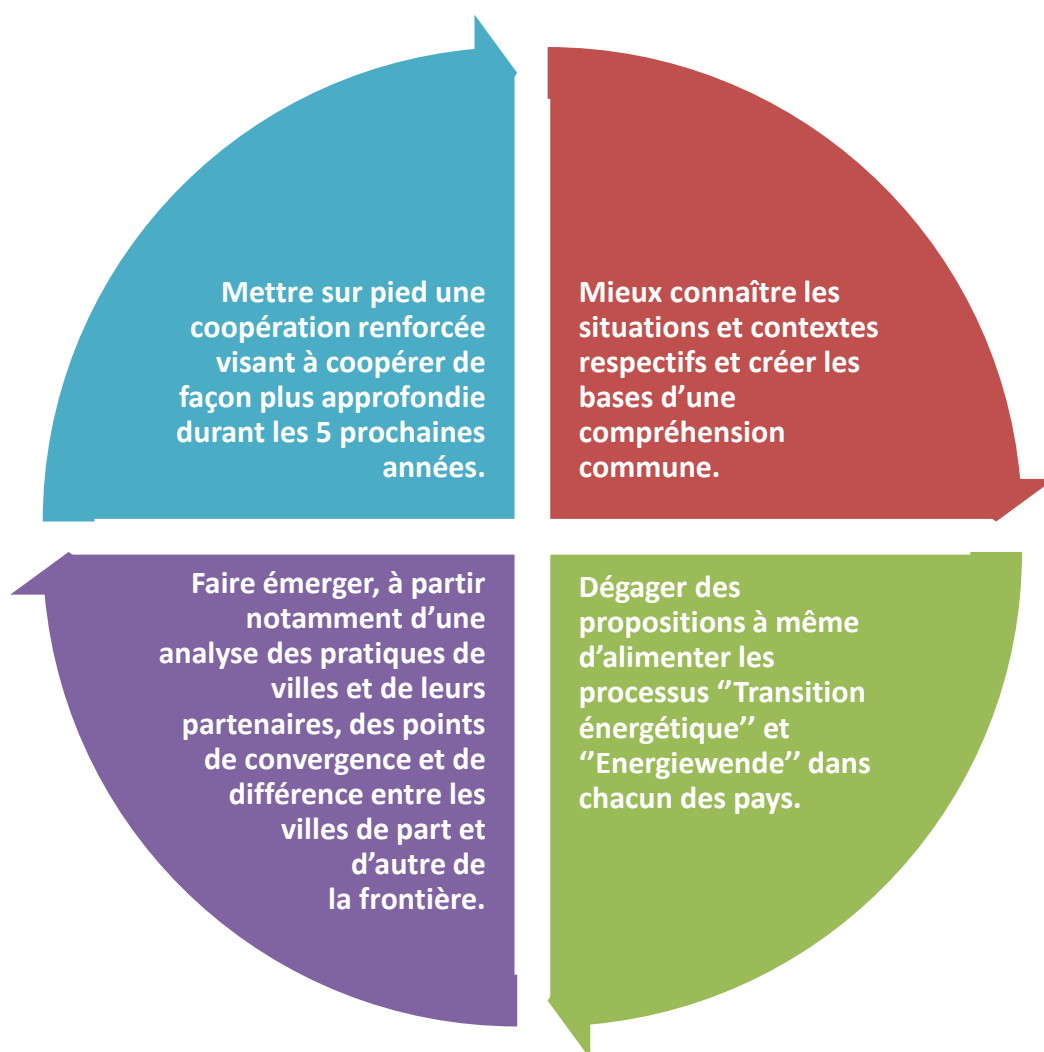 Mettre sur pied une
coopération renforcée
visant à coopérer de
façon plus approfondie
durant les 5 prochaines
années.
Mieux connaître les
situations et contextes
respectifs et créer les
bases d’une
compréhension
commune.
Faire émerger, à partir
notamment d’une
analyse des pratiques de
villes et de leurs
partenaires, des points
de convergence et de
différence entre les
villes de part et
d’autre de
la frontière.
Dégager des
propositions à même
d’alimenter les
processus ‘’Transition
énergétique’’ et
‘’Energiewende’’ dans
chacun des pays.